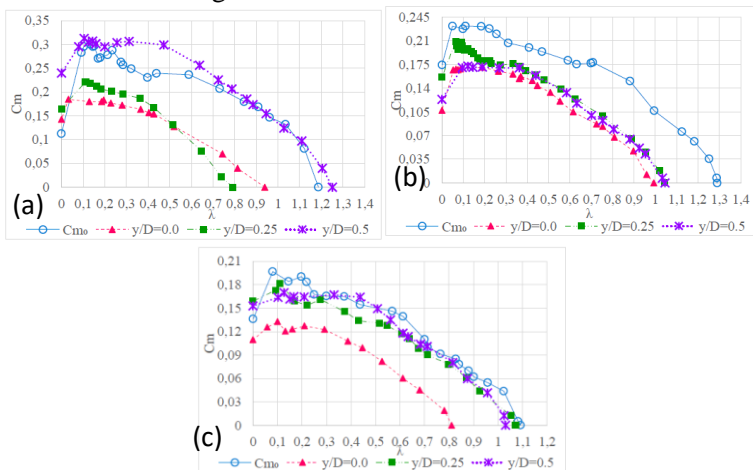 0,35
0,3
0,25
0,2
0,15
0,1
0,05
0
Cm
0 0,1 0,2 0,3 0,4 0,5 0,6 0,7 0,8 0,9 1 1,1 1,2 1,3 1,4
λ
(a)
Cm₀ y/D=0.0 y/D=0.25 y/D=0.5
0,245
0,21
0,175
0,14
0,105
0,07
0,035
0
Cm
0 0,1 0,2 0,3 0,4 0,5 0,6 0,7 0,8 0,9 1 1,1 1,2 1,3 1,4
λ
(b)
Cm₀ y/D=0.0 y/D=0.25 y/D=0.5
0,21
0,18
0,15
0,12
0,09
0,06
0,03
0
Cm
0 0,1 0,2 0,3 0,4 0,5 0,6 0,7 0,8 0,9 1 1,1 1,2
λ
(c)
Cm₀ y/D=0.0 y/D=0.25 y/D=0.5